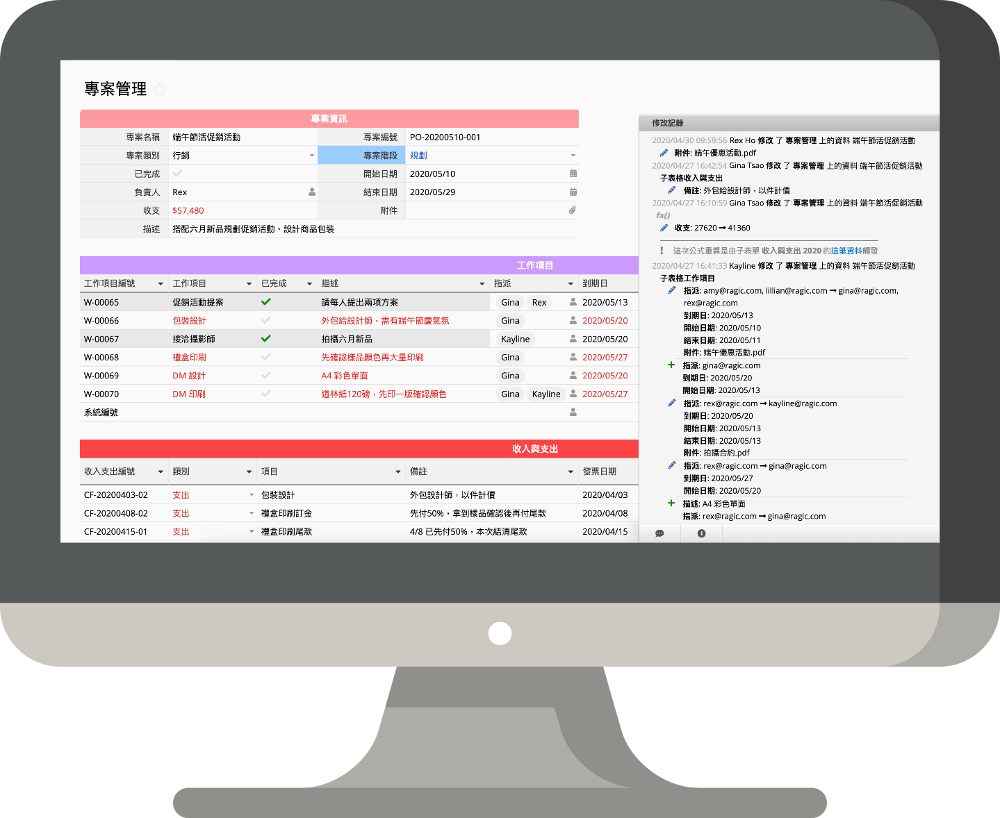 專案管理
專案資訊
專案名稱 端午節活促銷活動 專案編號 PO-20200510-001
專案類別 行銷 專案階段 規劃
已完成 開始日期 2020/05/10
負責人 Rex 結束日期 2020/05/29
收支 $57,480 附件
描述 搭配六月新品規劃促銷活動、設計商品包裝
工作項目
工作項目編號 工作項目 已完成 描述 指派 到期日
W-00065 促銷活動提案 請每人提出兩項方案 Gina Rex 2020/05/13
W-00066 包裝設計 外包給設計師，需有端午節慶氣氛 Gina 2020/05/20
W-00067 接洽攝影師 拍攝六月新品 Kayline 2020/05/20
W-00068 禮盒印刷 先確認樣品顏色再大量印刷 Gina 2020/05/27
W-00069 DM 設計 A4 彩色單面 Gina 2020/05/20
W-00070 DM 印刷 道林紙120磅，先印一版確認顏色 Gina Kayline 2020/05/27
系統編號
收入與支出
收入支出編號 類別 項目 備註 發票日期
CF-20200403-02 支出 包裝設計 外包設計師，以件計價 2020/04/03
CF-20200408-02 支出 禮盒印刷訂金 先付50%，拿到樣品確認後再付尾款 2020/04/08
CF-20200415-01 支出 禮盒印刷尾款 4/8 已先付50%，本次結清尾款 2020/04/15
修改記錄
2020/04/30 09:59:56 Rex Ho 修改 了 專案管理 上的資料 端午節活促銷活動
附件: 端午優惠活動.pdf
2020/04/27 16:42:54 Gina Tsao 修改 了 專案管理 上的資料 端午節活促銷活動
子表格收入與支出
備註: 外包給設計師，以件計價
2020/04/27 16:10:59 Gina Tsao 修改 了 專案管理 上的資料 端午節活促銷活動
fx()
收支: 27620 → 41360
! 這次公式重算是由子表單 收入與支出 2020 的這筆資料觸發
2020/04/27 16:41:33 Kayline 修改 了 專案管理 上的資料 端午節活促銷活動
子表格工作項目
指派: amy@ragic.com, lillian@ragic.com → gina@ragic.com,
rex@ragic.com
到期日: 2020/05/13
開始日期: 2020/05/10
結束日期: 2020/05/11
附件: 端午優惠活動.pdf
+ 指派: gina@ragic.com
到期日: 2020/05/20
開始日期: 2020/05/13
指派: rex@ragic.com → kayline@ragic.com
到期日: 2020/05/20
開始日期: 2020/05/13
結束日期: 2020/05/13
附件: 拍攝合約.pdf
指派: rex@ragic.com → gina@ragic.com
到期日: 2020/05/27
開始日期: 2020/05/20
+ 描述: A4 彩色單面
指派: rex@ragic.com → gina@ragic.com